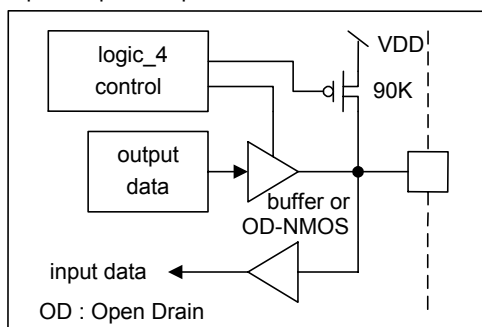 logic_4
control
VDD
90K
output
data
buffer or
OD-NMOS
input data
OD : Open Drain